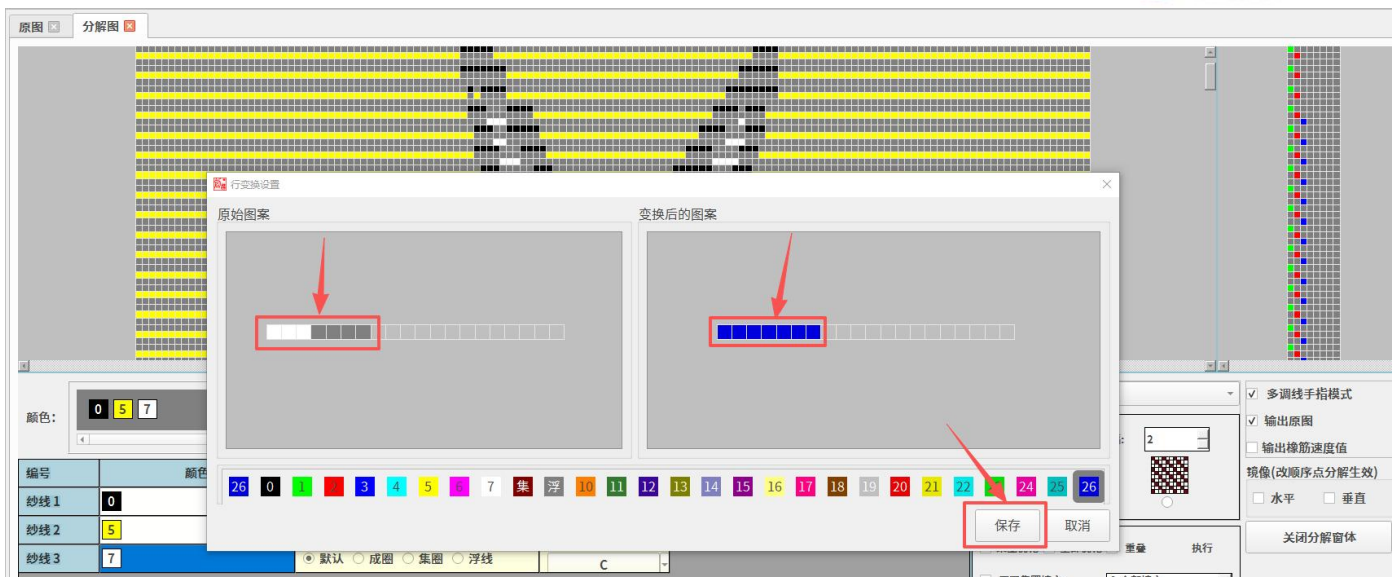 原图
分解图
行变换设置
原始图案
变换后的图案
颜色:
0 5 7
2
多调线手指模式
输出原图
输出橡筋速度值
镜像(改顺序点分解生效)
水平 垂直
关闭分解窗体
26 0 1 2 3 4 5 6 7 集 浮 10 11 12 13 14 15 16 17 18 19 20 21 22 23 24 25 26
保存 取消
编号
纱线1 0
纱线2 5
纱线3 7
默认 成圈 集圈 浮线
C
重叠 执行